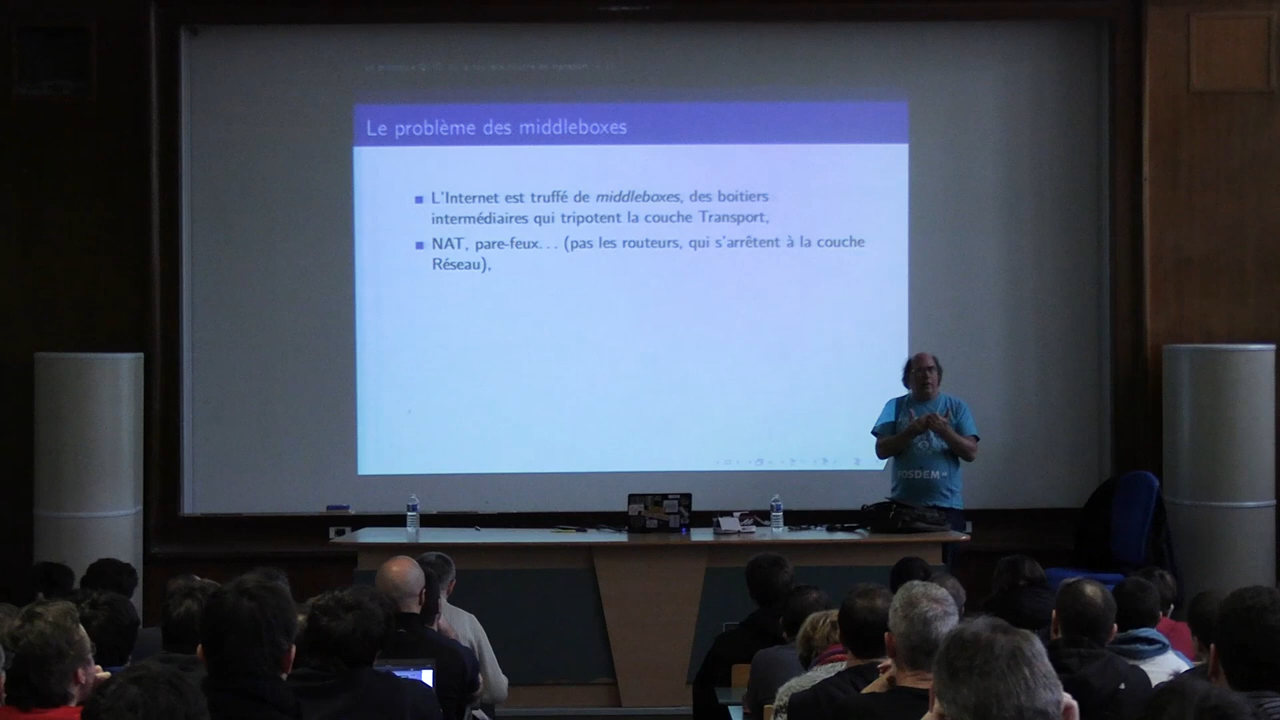 Le problème des middleboxes
L'Internet est truffé de middleboxes, des boitiers
intermédiaires qui tripotent la couche Transport,
NAT, pare-feux... (pas les routeurs, qui s'arrêtent à la couche
Réseau),
FOSDEM